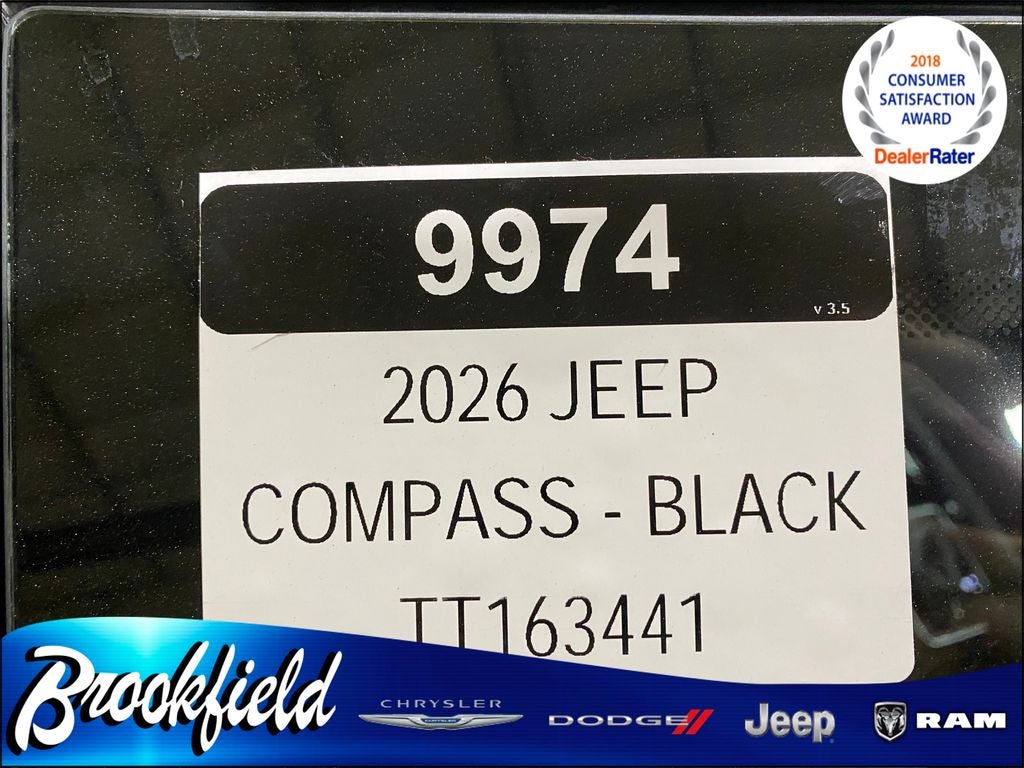 2018
CONSUMER
SATISFACTION
AWARD
DealerRater
9974
v 3.5
2026 JEEP
COMPASS - BLACK
TT163441
Brookfield
CHRYSLER
DODGE
Jeep
RAM